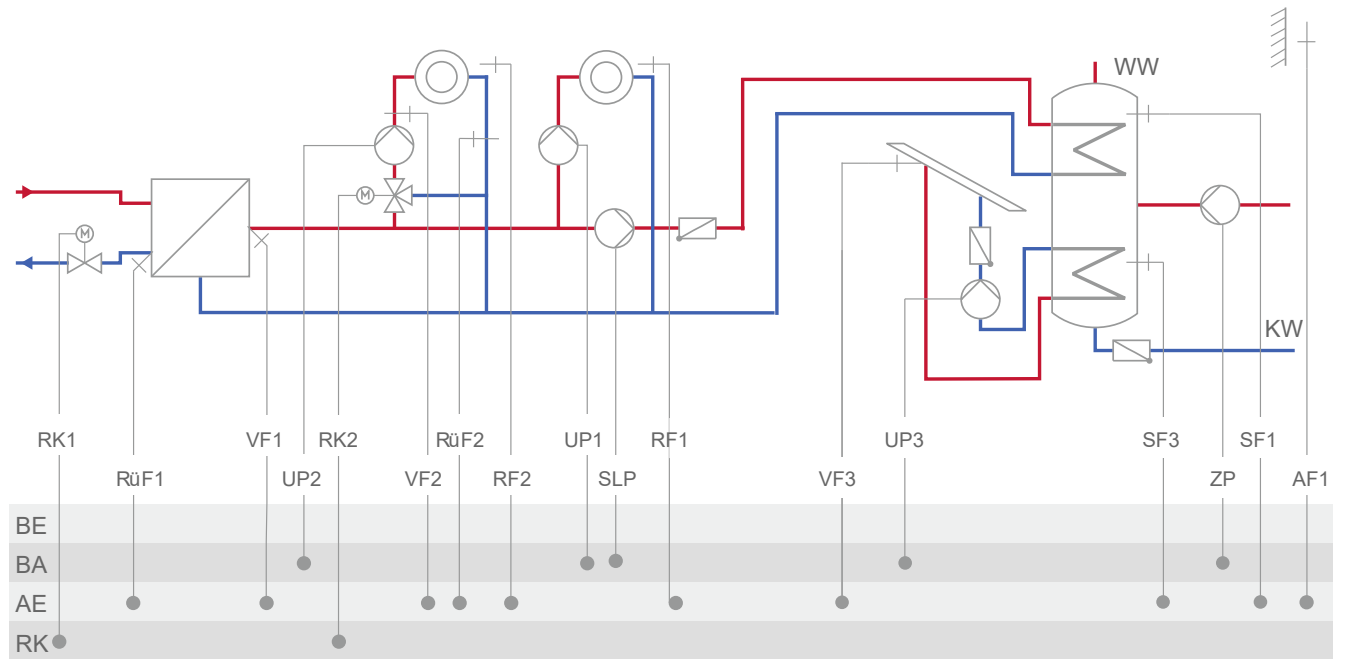 WW
M
M
KW
RK1 VF1 RK2 RüF2 UP1 RF1 UP3 SF3 SF1
RüF1 UP2 VF2 RF2 SLP VF3 ZP AF1
BE
BA
AE
RK